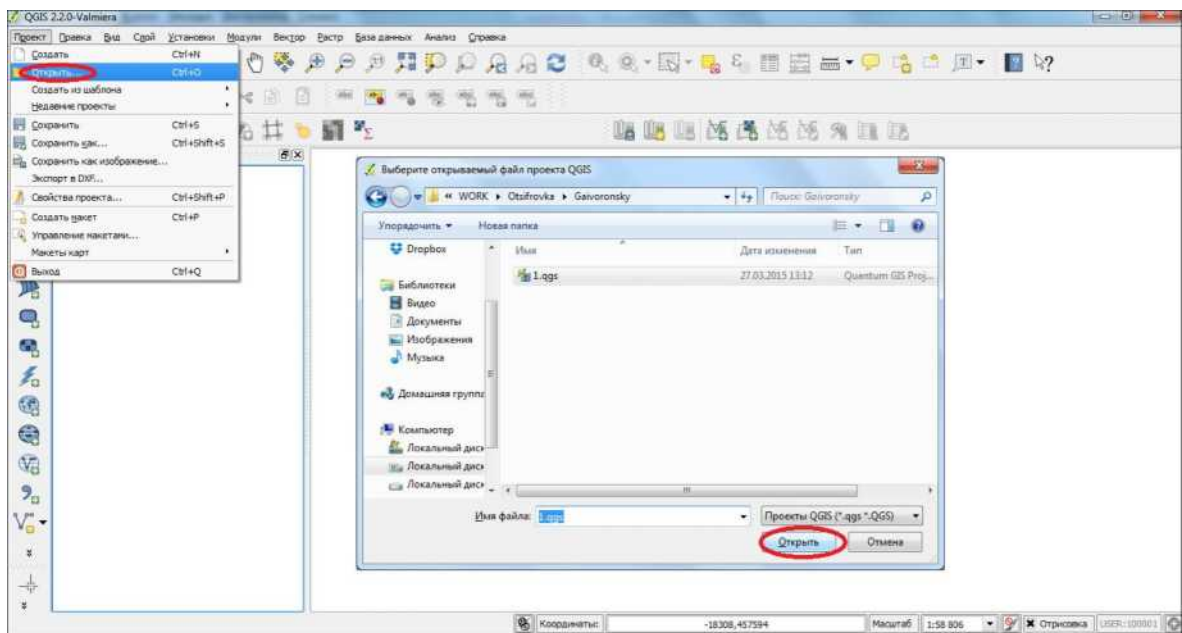 QGIS 2.2.0-Valmiera
Проект Правка Вид Слой Установки Модули Вектор Растр Базa данных Анализ Справка
Создать Ctrl+N
Открыть... Ctrl+O
Создать из шаблона
Недавние проекты
Сохранить Ctrl+S
Сохранить как... Ctrl+Shift+S
Сохранить как изображение...
Экспорт в DXF...
Свойства проекта... Ctrl+Shift+P
Создать макет Ctrl+P
Управление макетами...
Макеты карт
Выход Ctrl+Q
Выберите открываемый файл проекта QGIS
« WORK Otsifrovka Gaivoronsky
Поиск: Gaivoronsky
Упорядочить Новая папка
Имя Дата изменения Тип
1.qgs 27.03.2015 13:12 Quantum GIS Proj...
Dropbox
Библиотеки
Видео
Документы
Изображения
Музыка
Домашняя группа
Компьютер
Локальный диск
Локальный диск
Локальный диск
Имя файла: 1.qgs Проекты QGIS (*.qgs *.QGS)
Открыть Отмена
Координаты: -18308,457594 Масштаб 1:58 806 Отрисовка USER:100001